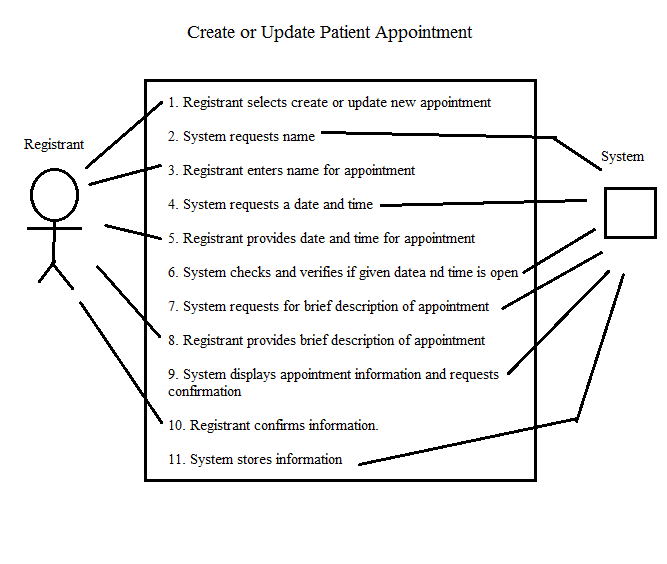 Create or Update Patient Appointment
Registrant
System
1. Registrant selects create or update new appointment
2. System requests name
3. Registrant enters name for appointment
4. System requests a date and time
5. Registrant provides date and time for appointment
6. System checks and verifies if given datea nd time is open
7. System requests for brief description of appointment
8. Registrant provides brief description of appointment
9. System displays appointment information and requests
confirmation
10. Registrant confirms information.
11. System stores information